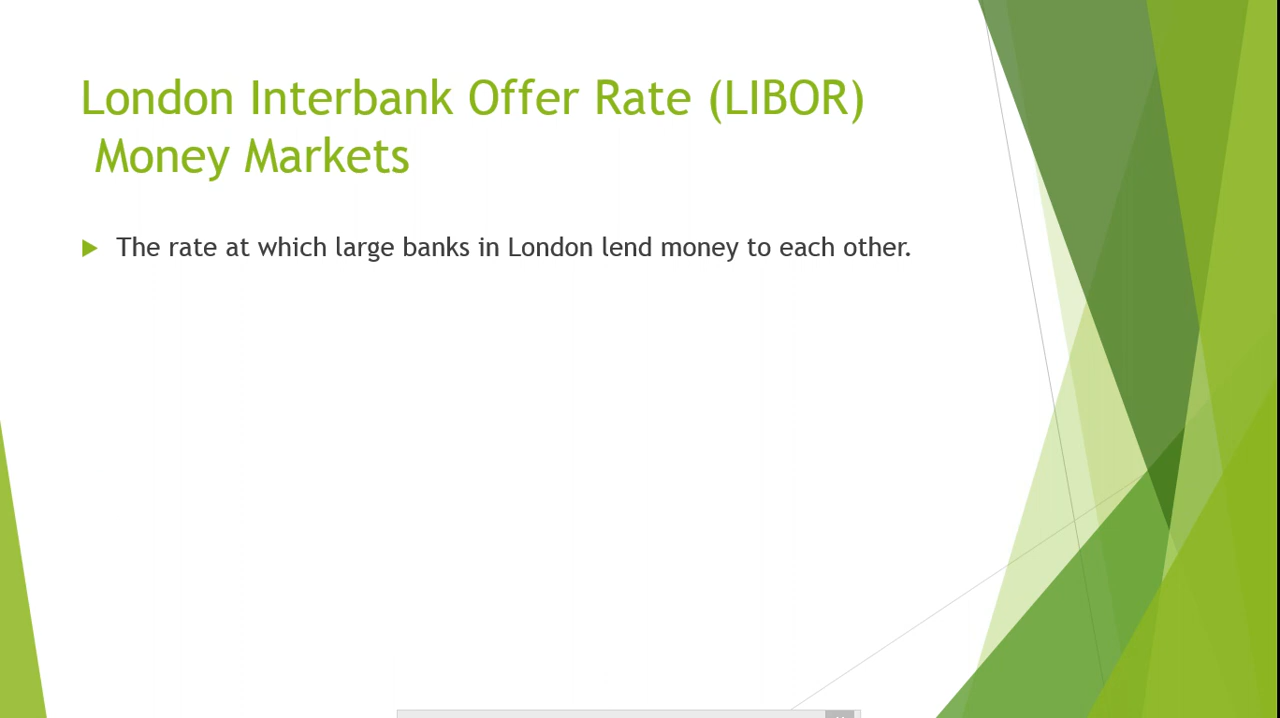 London Interbank Offer Rate (LIBOR)
Money Markets
The rate at which large banks in London lend money to each other.